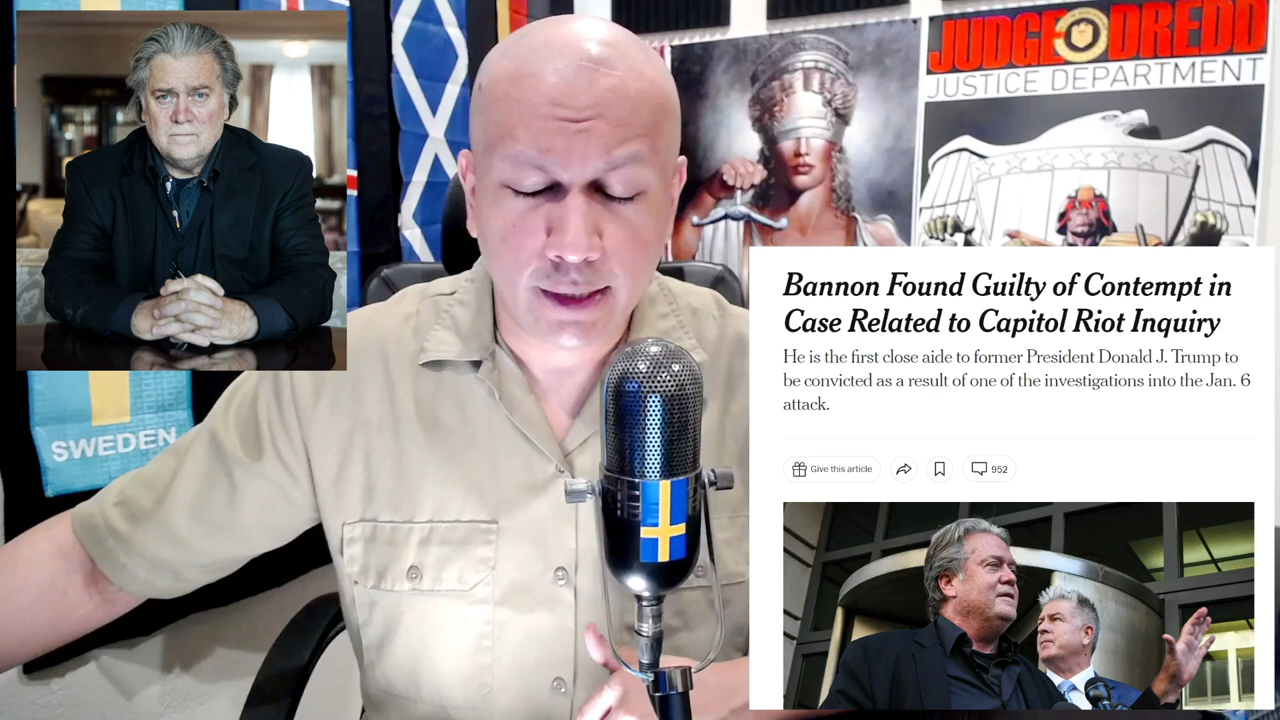 JUDGE DREDD
JUSTICE DEPARTMENT
SWEDEN
Bannon Found Guilty of Contempt in
Case Related to Capitol Riot Inquiry
He is the first close aide to former President Donald J. Trump to
be convicted as a result of one of the investigations into the Jan. 6
attack.
Give this article
952